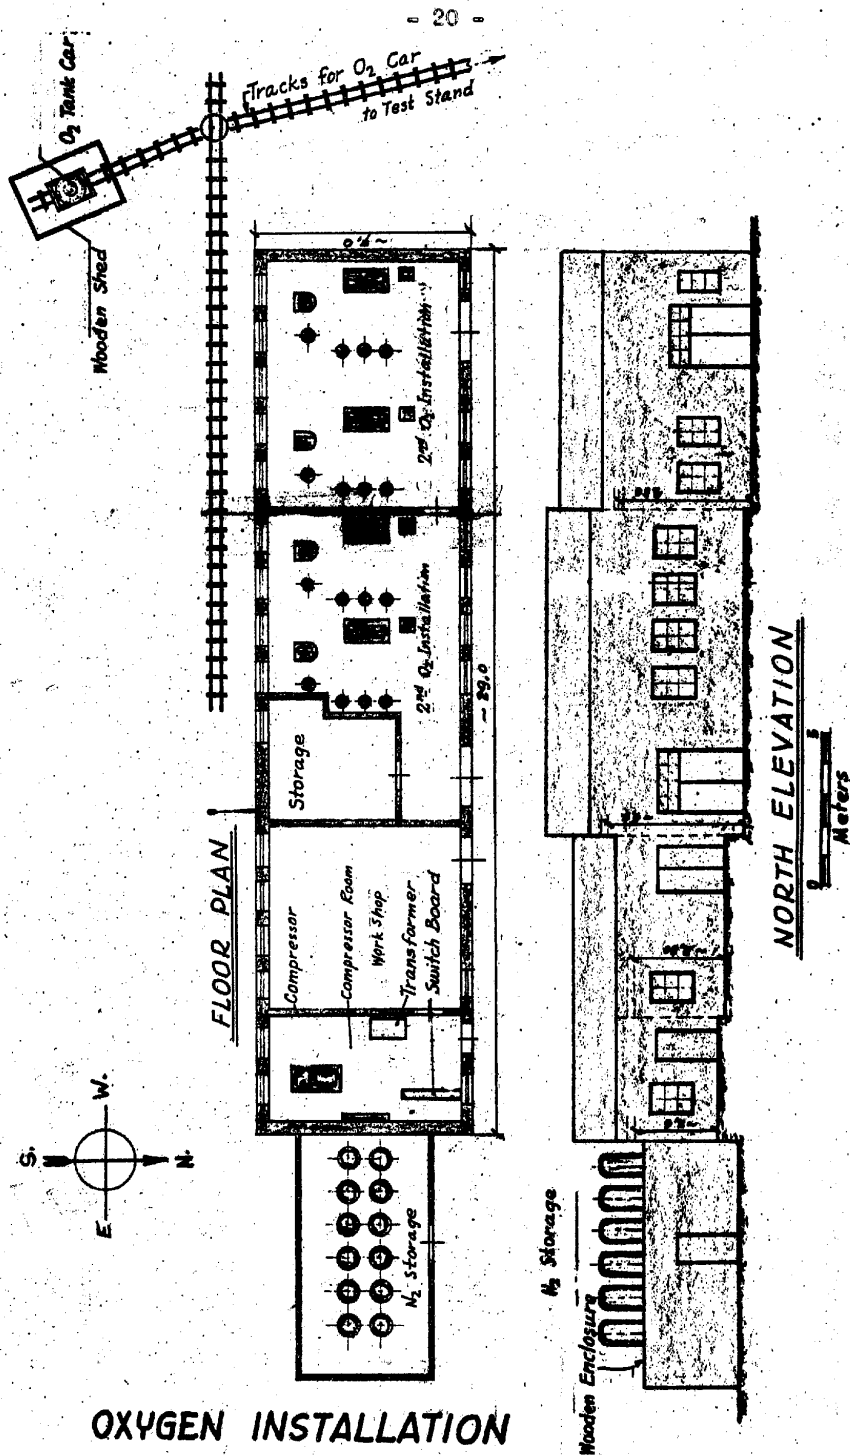 - 20 -
O₂ Tank Car
Tracks for O₂ Car
to Test Stand
Wooden Shed
2nd O₂ Installation
2nd O₂ Installation
~ 29.0
Storage
FLOOR PLAN
Compressor
Compressor Room
Work Shop
Transformer
Switch Board
S.
W.
N.
E
N₂ Storage
NORTH ELEVATION
0
5
Meters
N₂ Storage
Wooden Enclosure
OXYGEN INSTALLATION